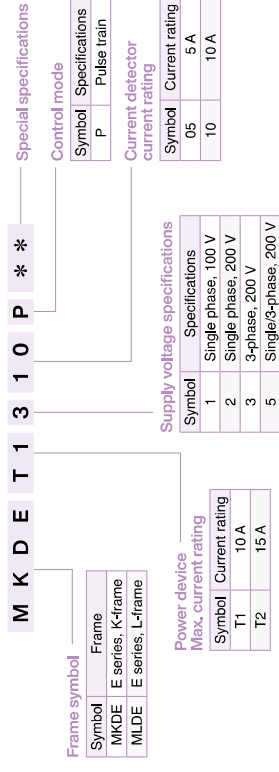 M K D E T 1 3 1 0 P * *
Special specifications
Control mode
Symbol Specifications
P Pulse train
Current detector
current rating
Symbol Current rating
05 5 A
10 10 A
Supply voltage specifications
Symbol Specifications
1 Single phase, 100 V
2 Single phase, 200 V
3 3-phase, 200 V
5 Single/3-phase, 200 V
Power device
Max. current rating
Symbol Current rating
T1 10 A
T2 15 A
Frame symbol
Symbol Frame
MKDE E series, K-frame
MLDE E series, L-frame